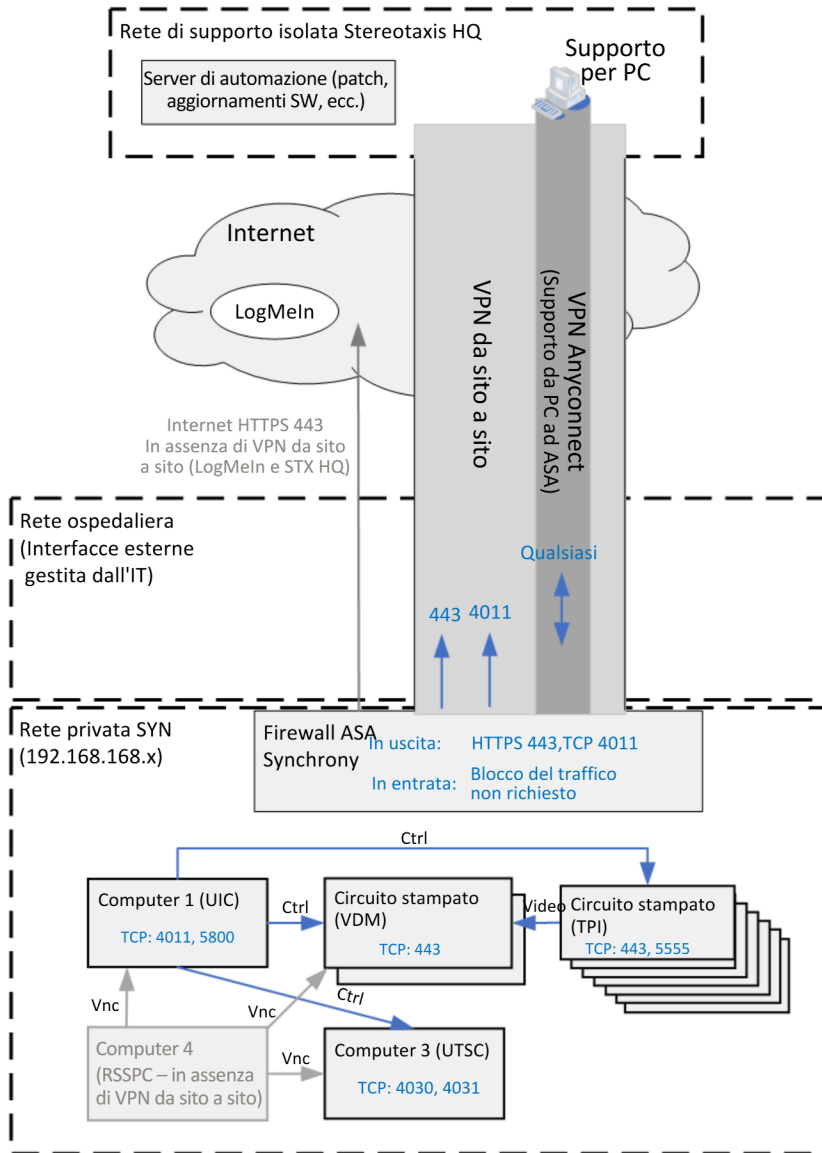 Rete di supporto isolata Stereotaxis HQ
Server di automazione (patch,
aggiornamenti SW, ecc.)
Supporto
per PC
Internet
LogMeIn
VPN da sito a sito
VPN Anyconnect
(Supporto da PC ad ASA)
Internet HTTPS 443
In assenza di VPN da sito
a sito (LogMeIn e STX HQ)
Rete ospedaliera
(Interfacce esterne
gestita dall'IT)
Qualsiasi
443
4011
Rete privata SYN
(192.168.168.x)
Firewall ASA
Synchrony
In uscita:
HTTPS 443,TCP 4011
In entrata:
Blocco del traffico
non richiesto
Ctrl
Computer 1 (UIC)
TCP: 4011, 5800
Ctrl
Circuito stampato
(VDM)
TCP: 443
Video
Circuito stampato
(TPI)
TCP: 443, 5555
Vnc
Vnc
Ctrl
Computer 4
(RSSPC – in assenza
di VPN da sito a sito)
Vnc
Computer 3 (UTSC)
TCP: 4030, 4031